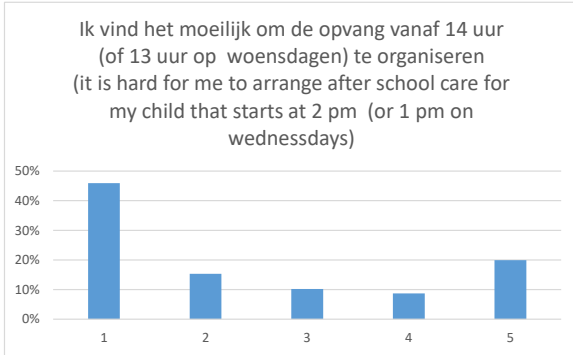 Ik vind het moeilijk om de opvang vanaf 14 uur
(of 13 uur op  woensdagen) te organiseren
(it is hard for me to arrange after school care for
my child that starts at 2 pm  (or 1 pm on
wednessdays)
50%
40%
30%
20%
10%
0%
1 2 3 4 5